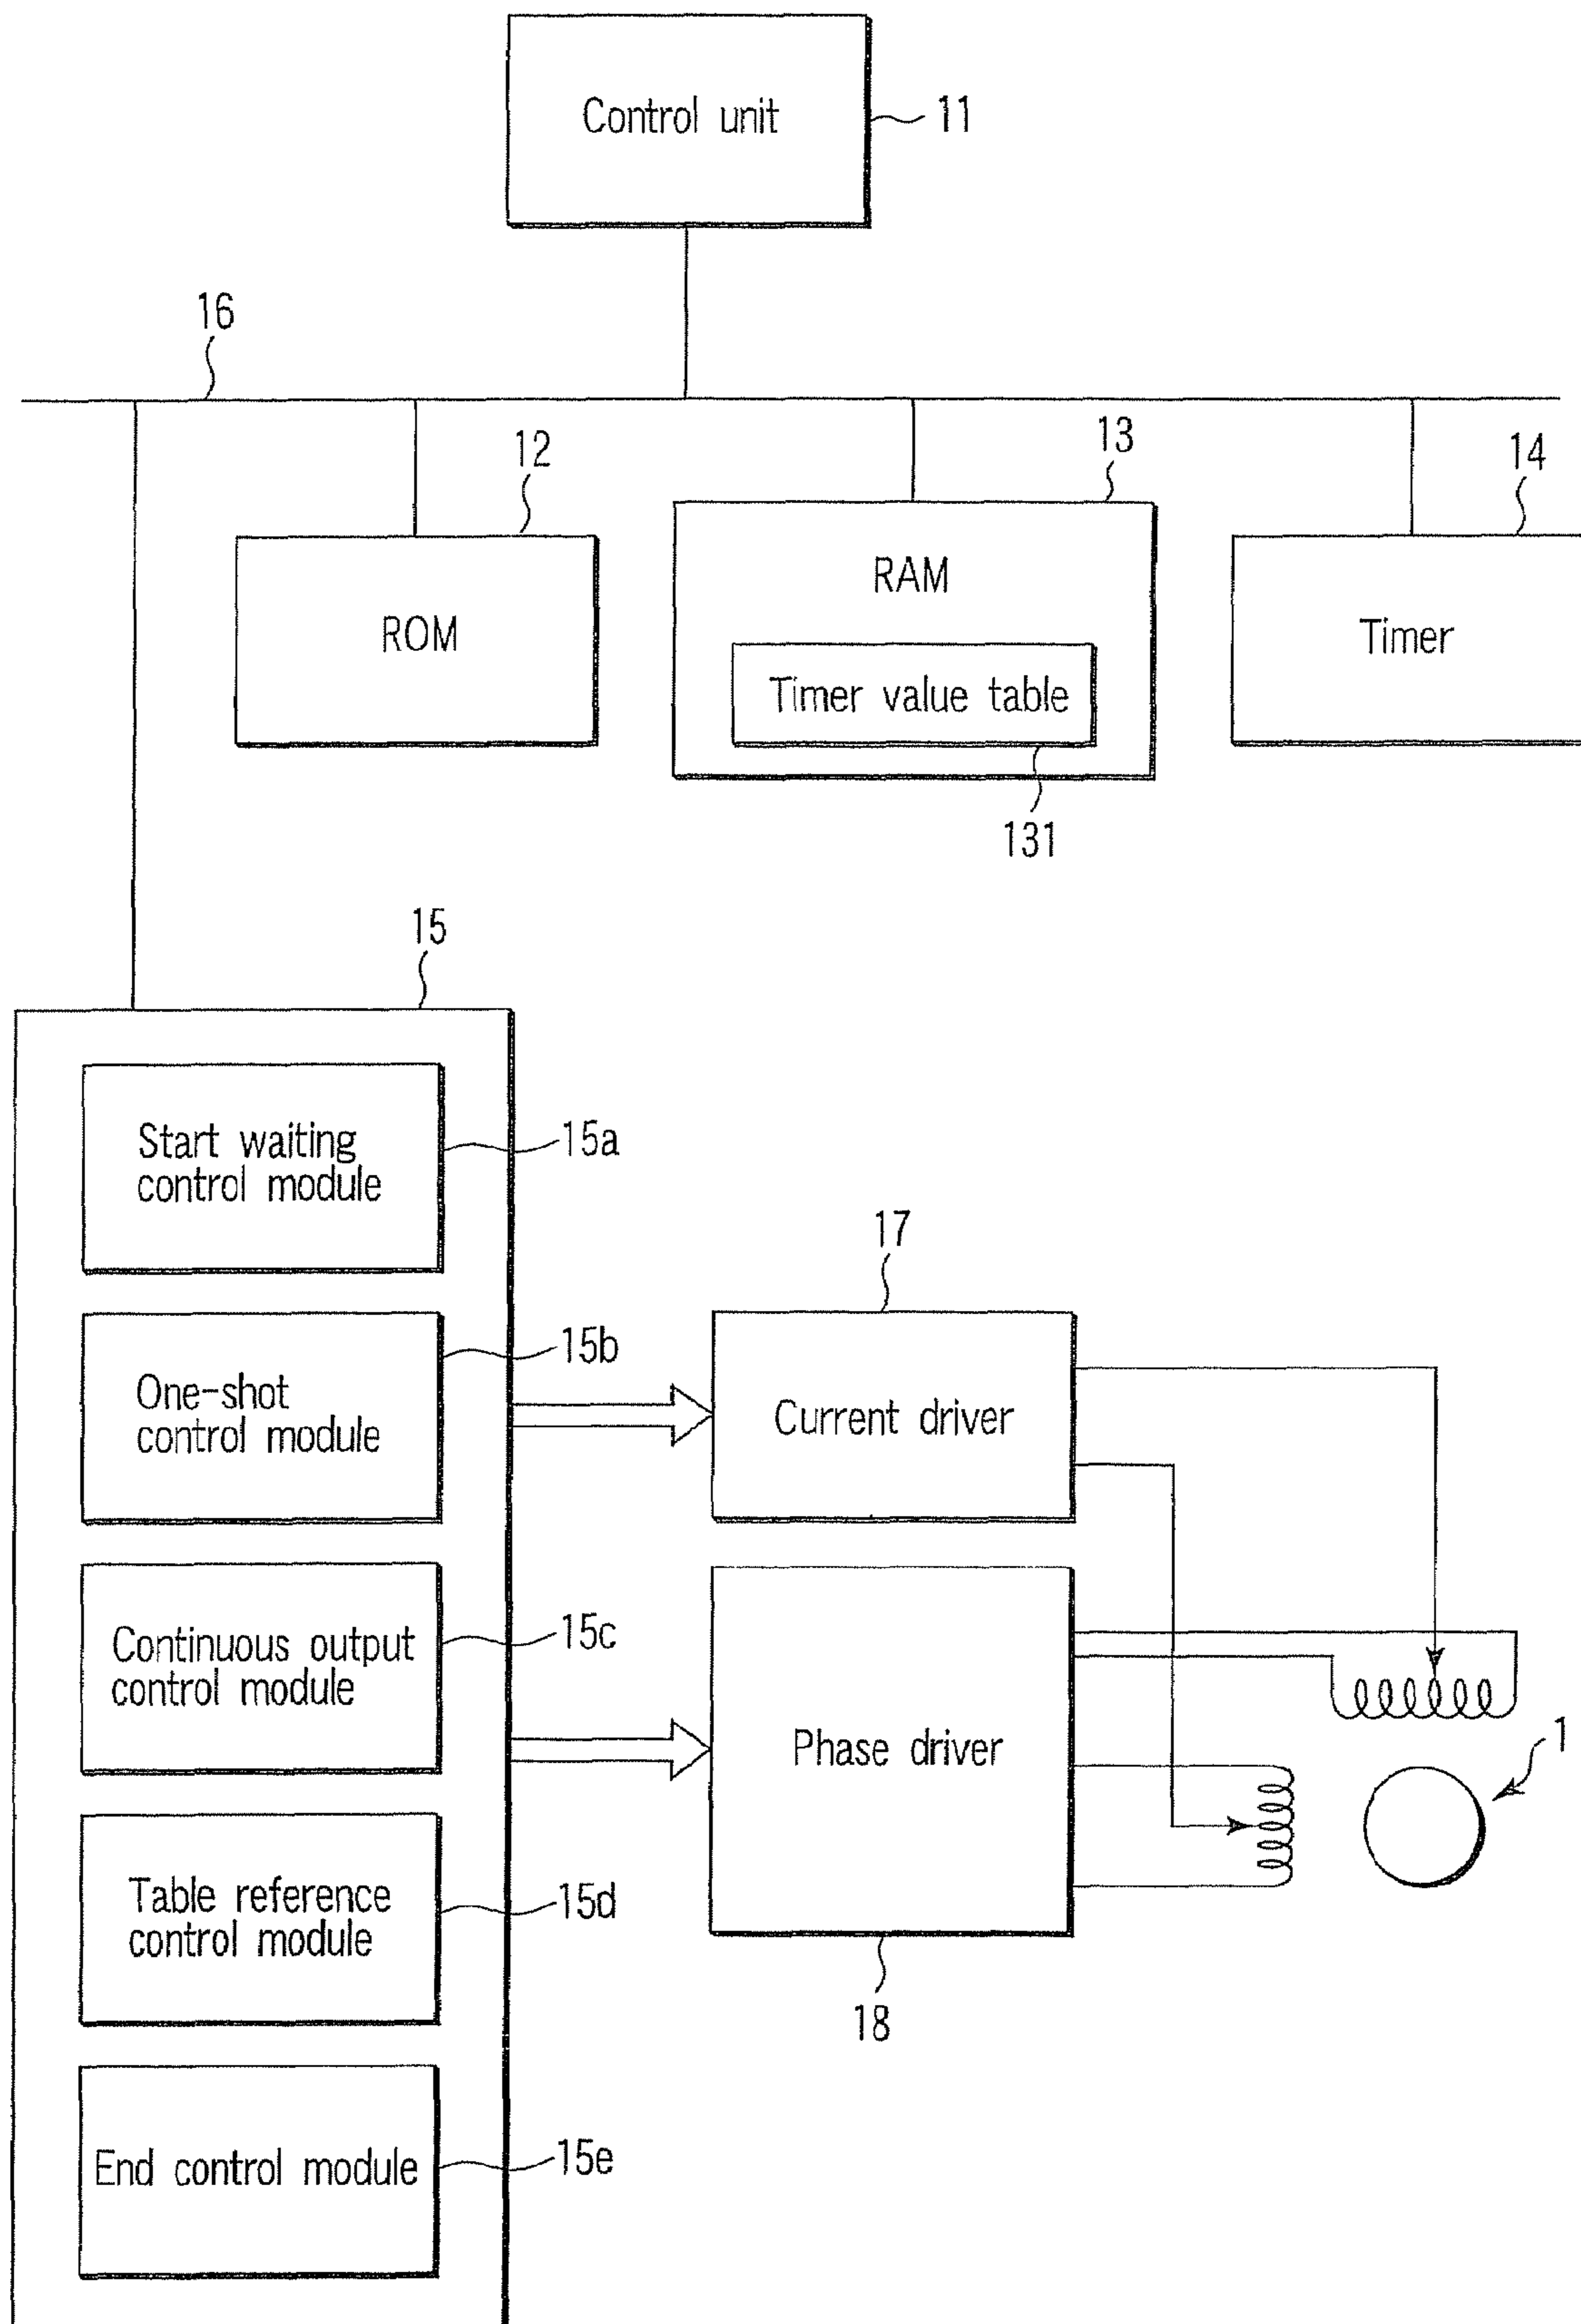 Control unit
11
16
12
13
14
ROM
RAM
Timer value table
131
Timer
15
Start waiting
control module
15a
One-shot
control module
15b
Continuous output
control module
15c
Table reference
control module
15d
End control module
15e
17
Current driver
Phase driver
18
1